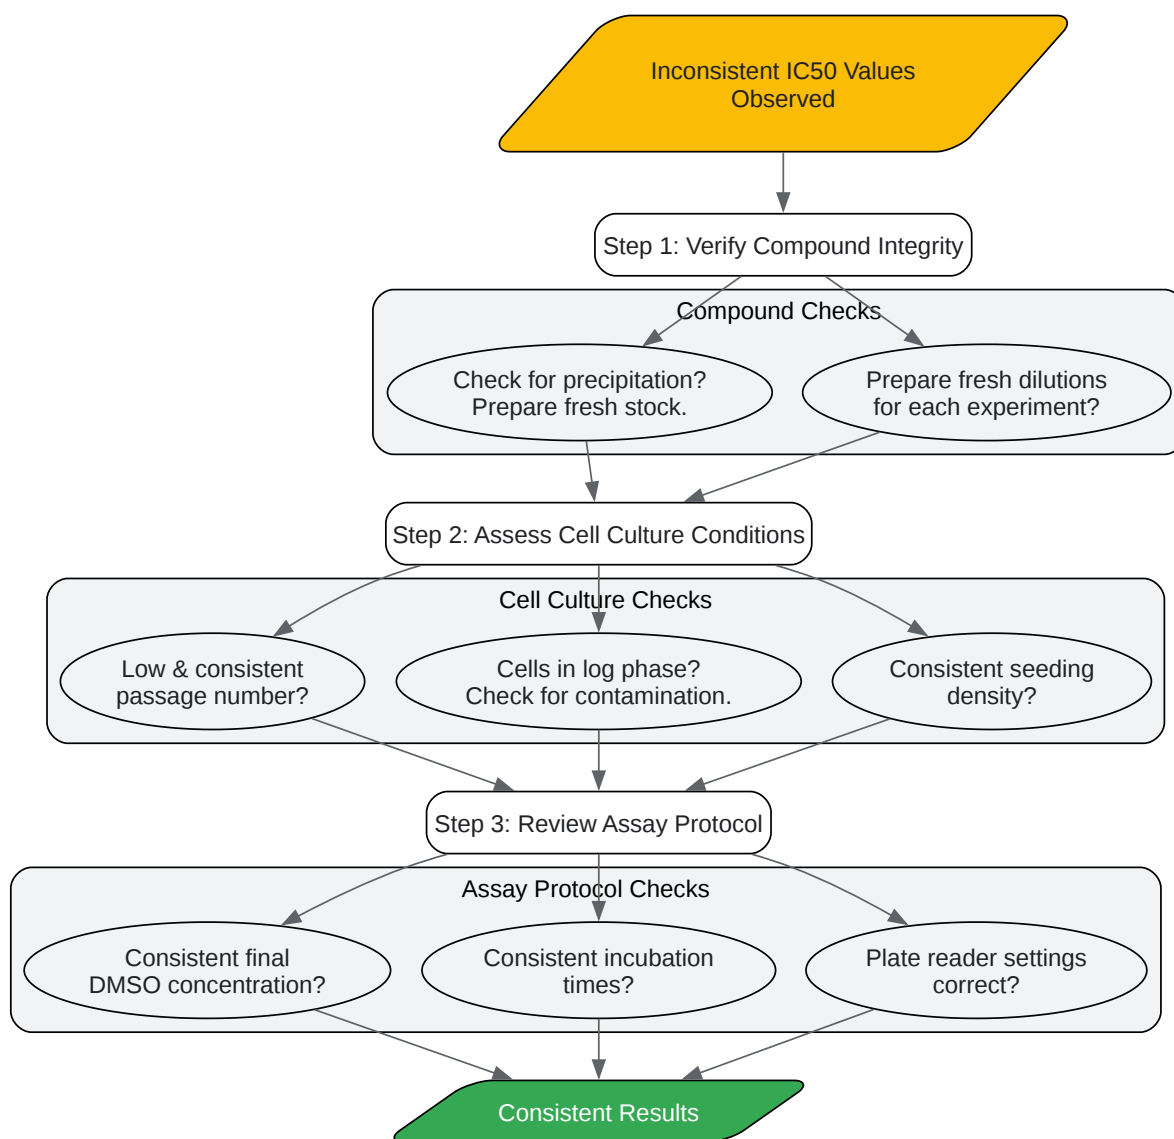 Inconsistent IC50 Values
Observed
Step 1: Verify Compound Integrity
Compound Checks
Check for precipitation?
Prepare fresh stock.
Prepare fresh dilutions
for each experiment?
Step 2: Assess Cell Culture Conditions
Cell Culture Checks
Low & consistent
passage number?
Cells in log phase?
Check for contamination.
Consistent seeding
density?
Step 3: Review Assay Protocol
Assay Protocol Checks
Consistent final
DMSO concentration?
Consistent incubation
times?
Plate reader settings
correct?
Consistent Results